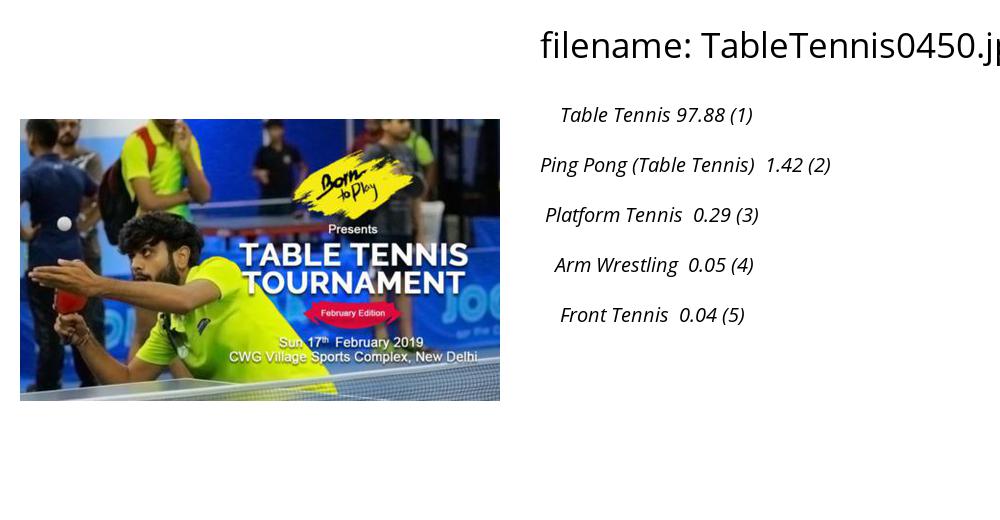 filename: TableTennis0450.jp
Table Tennis 97.88 (1)
Ping Pong (Table Tennis) 1.42 (2)
Platform Tennis 0.29 (3)
Arm Wrestling 0.05 (4)
Front Tennis 0.04 (5)
Born
to Play
Presents
TABLE TENNIS
TOURNAMENT
February Edition
Sun 17th February 2019
CWG Village Sports Complex, New Delhi